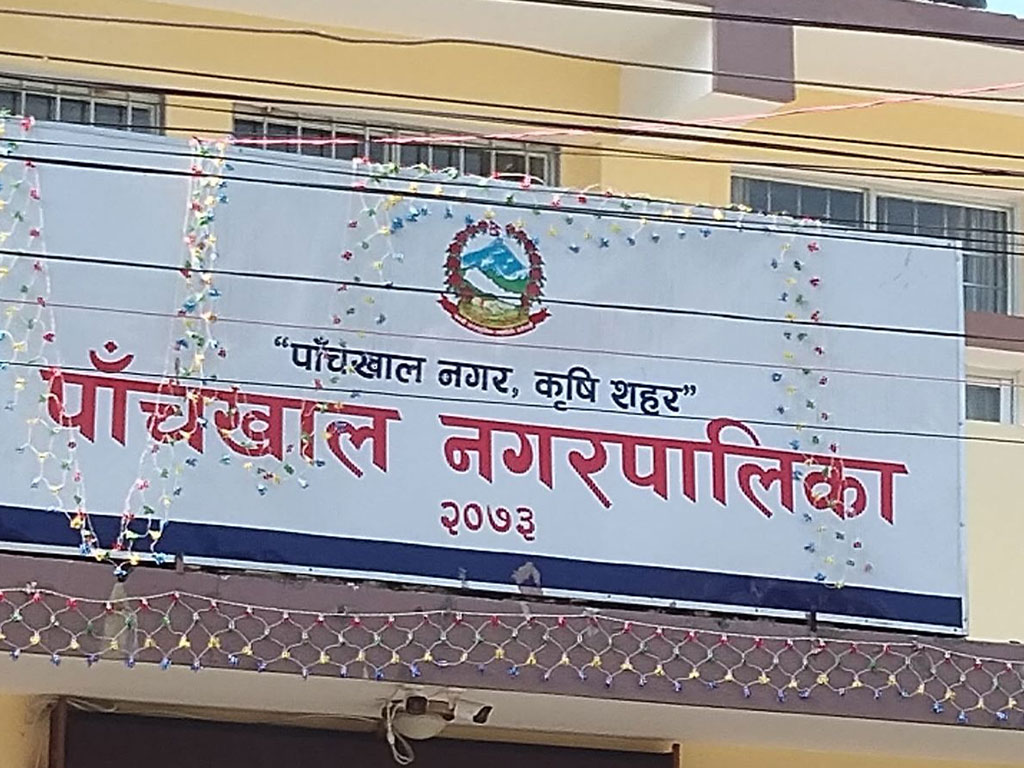 “पाँचखाल नगर, कृषि शहर”
पाँचखाल नगरपालिका
२०७३